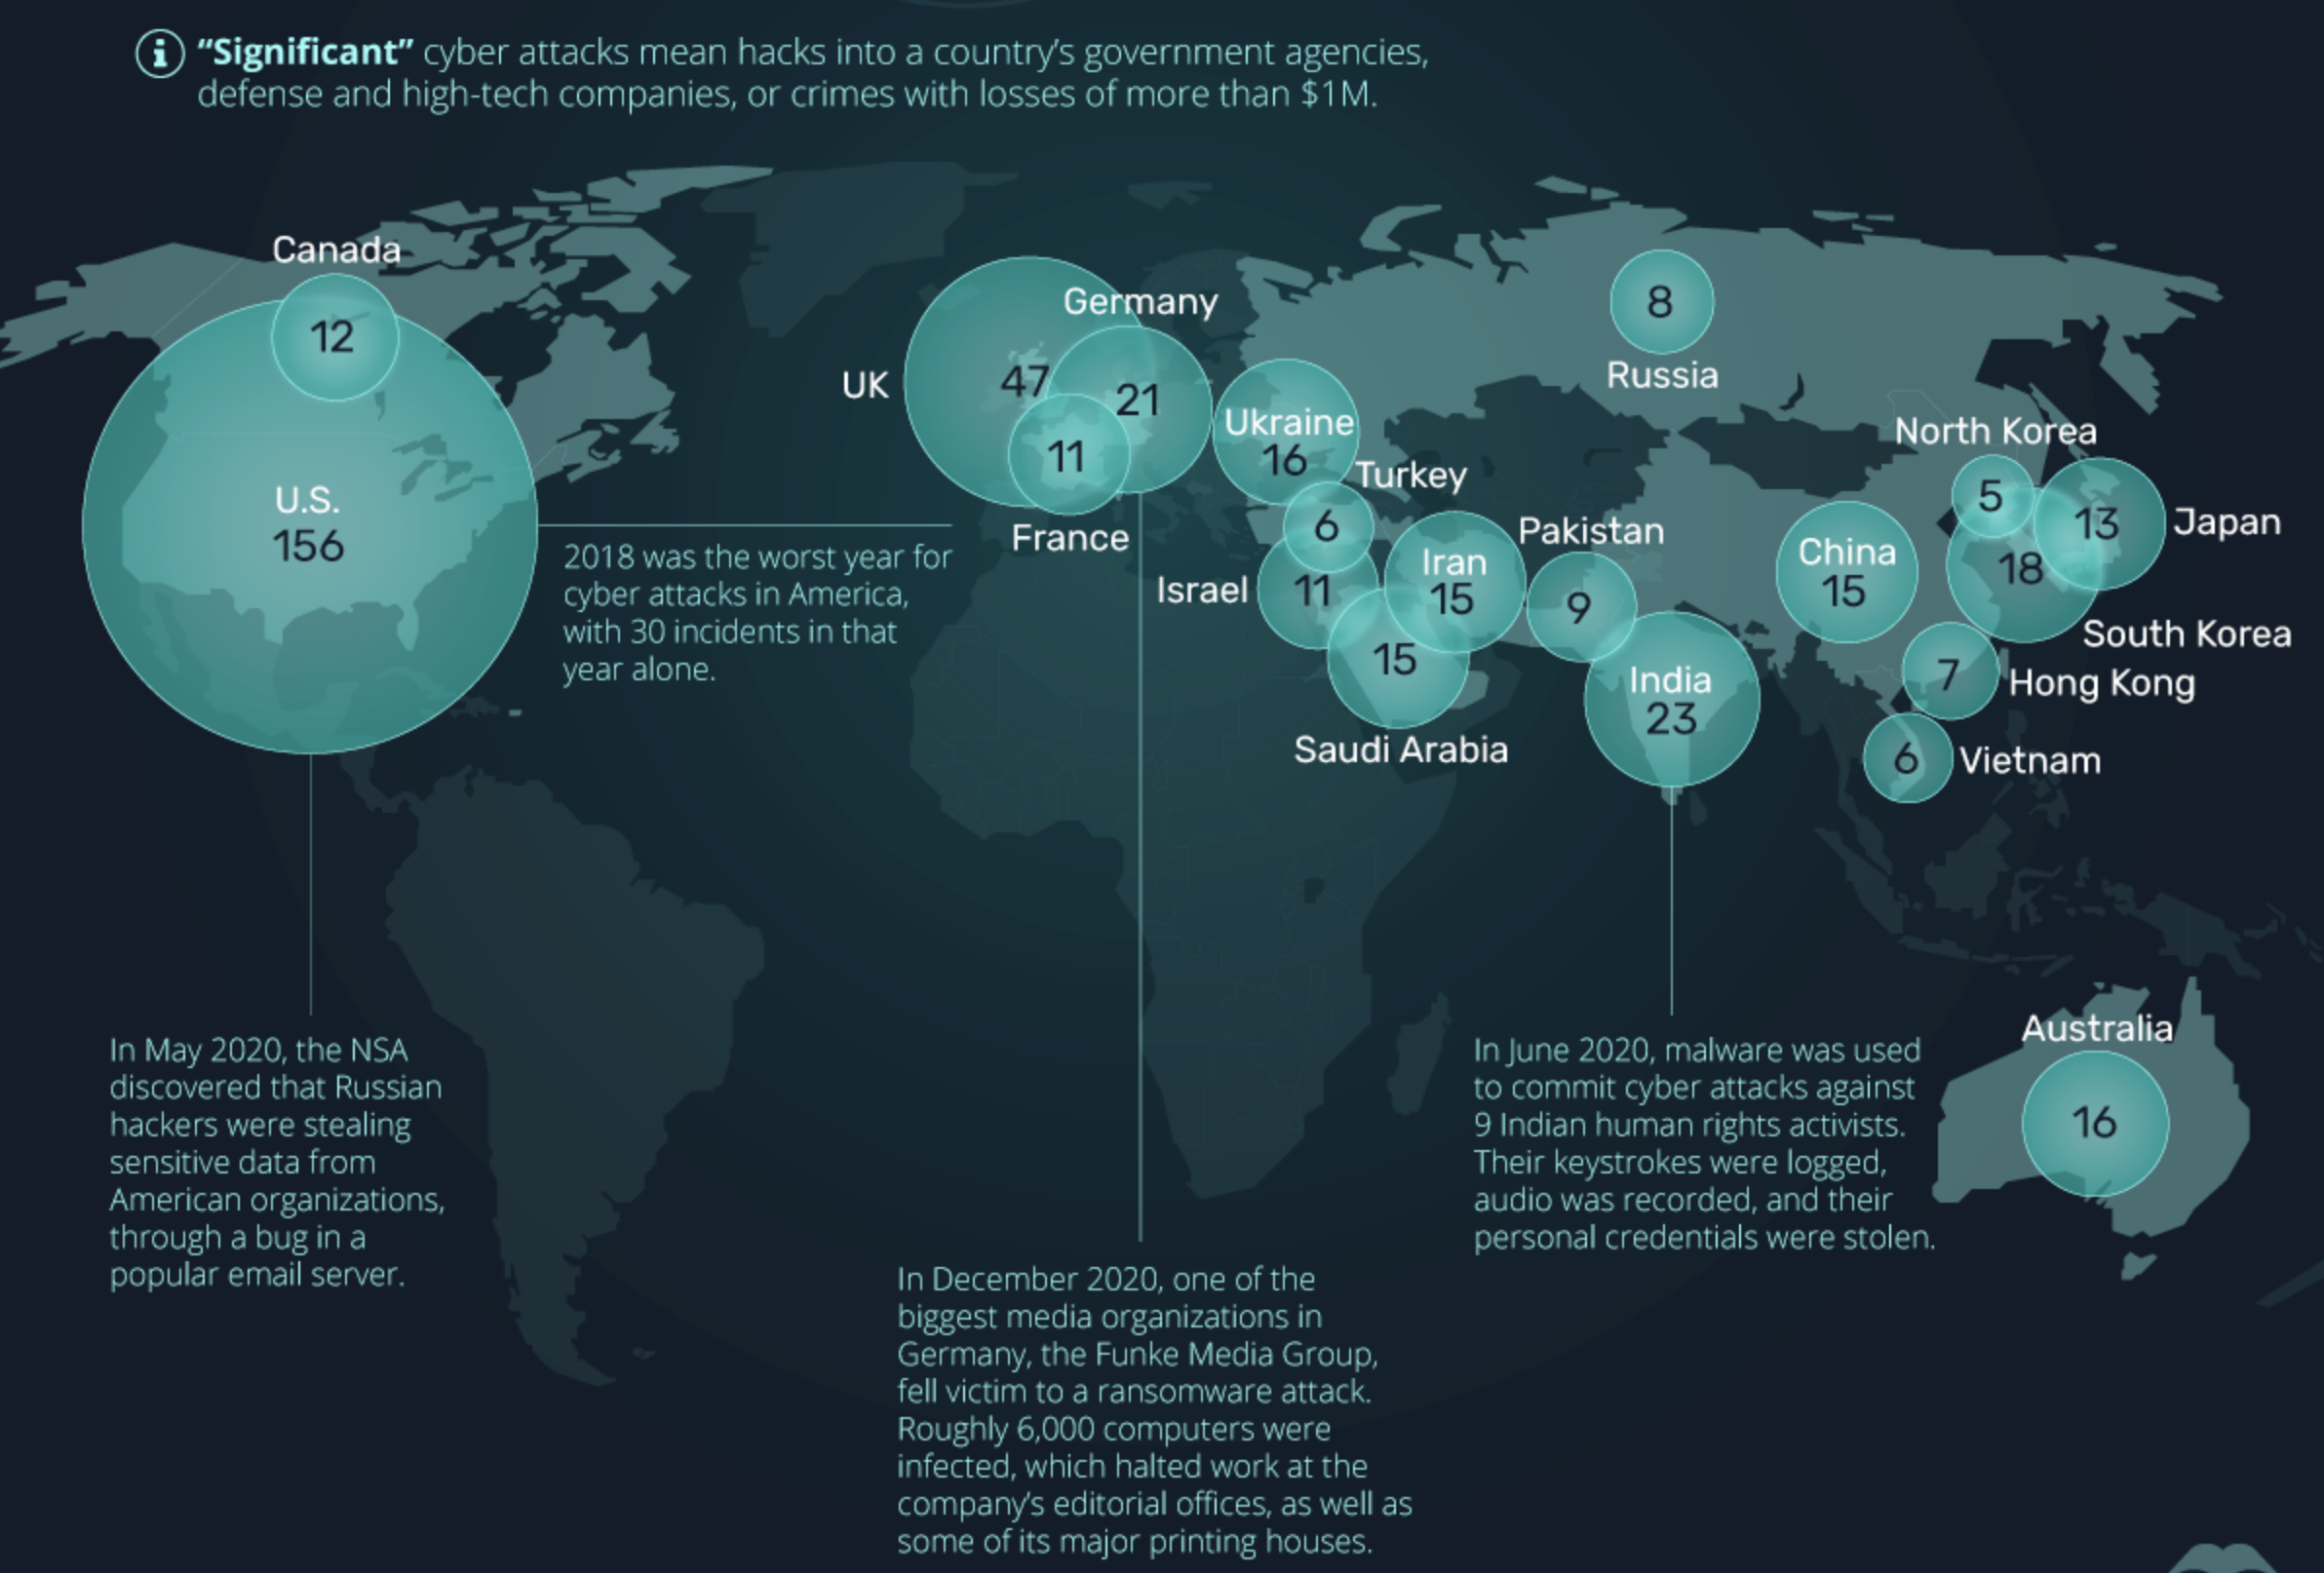 “Significant” cyber attacks mean hacks into a country’s government agencies,
defense and high-tech companies, or crimes with losses of more than $1M.
Canada
12
U.S.
156
2018 was the worst year for
cyber attacks in America,
with 30 incidents in that
year alone.
UK
47
Germany
21
11
France
Ukraine
16
Turkey
6
Israel
11
Iran
15
15
Saudi Arabia
Pakistan
9
India
23
8
Russia
China
15
North Korea
5
13
Japan
18
South Korea
7
Hong Kong
6
Vietnam
Australia
16
In May 2020, the NSA
discovered that Russian
hackers were stealing
sensitive data from
American organizations,
through a bug in a
popular email server.
In December 2020, one of the
biggest media organizations in
Germany, the Funke Media Group,
fell victim to a ransomware attack.
Roughly 6,000 computers were
infected, which halted work at the
company’s editorial offices, as well as
some of its major printing houses.
In June 2020, malware was used
to commit cyber attacks against
9 Indian human rights activists.
Their keystrokes were logged,
audio was recorded, and their
personal credentials were stolen.